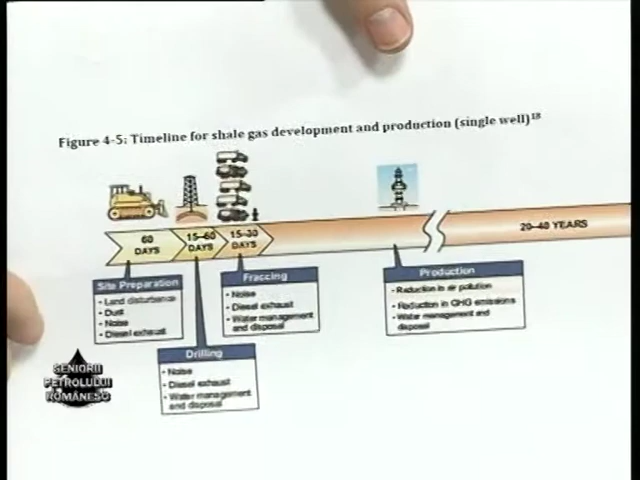 Figure 4-5: Timeline for shale gas development and production (single well)¹⁸
60
DAYS
15-60
DAYS
15-30
DAYS
20-40 YEARS
Site Preparation
• Land disturbance
• Dust
• Noise
• Diesel exhaust
Fraccing
• Noise
• Diesel exhaust
• Water management
and disposal
Production
• Reduction in air pollution
• Reduction in GHG emissions
• Water management and
disposal
Drilling
• Noise
• Diesel exhaust
• Water management
and disposal
SENIORII
PETROLULUI
ROMÂNESC